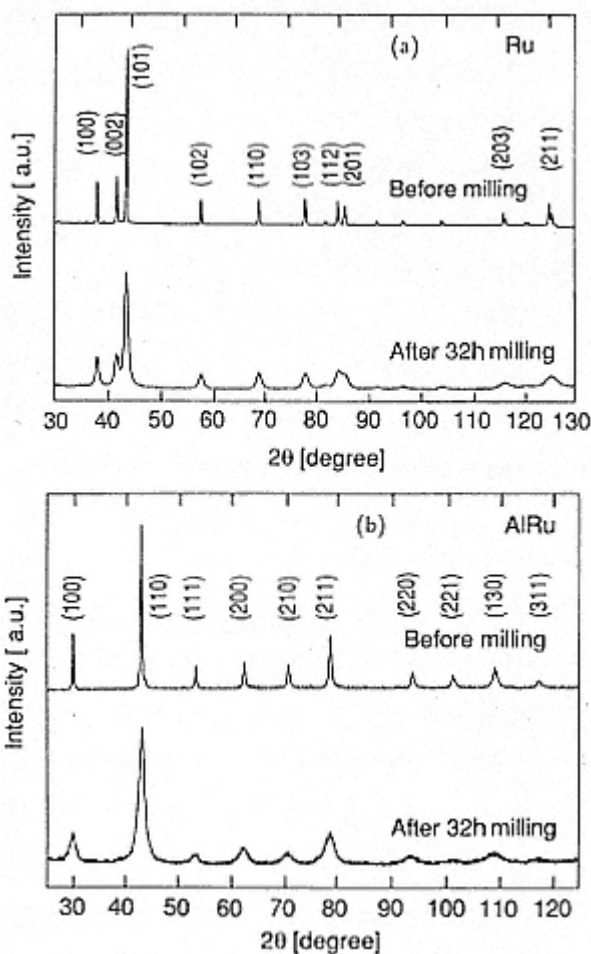 (a) Ru
(100) (002) (101) (102) (110) (103) (112) (201) (203) (211)
Before milling
After 32h milling
Intensity [ a.u.]
30 40 50 60 70 80 90 100 110 120 130
2θ [degree]
(b) AlRu
(100) (110) (111) (200) (210) (211) (220) (221) (130) (311)
Before milling
After 32h milling
Intensity [ a.u.]
30 40 50 60 70 80 90 100 110 120
2θ [degree]